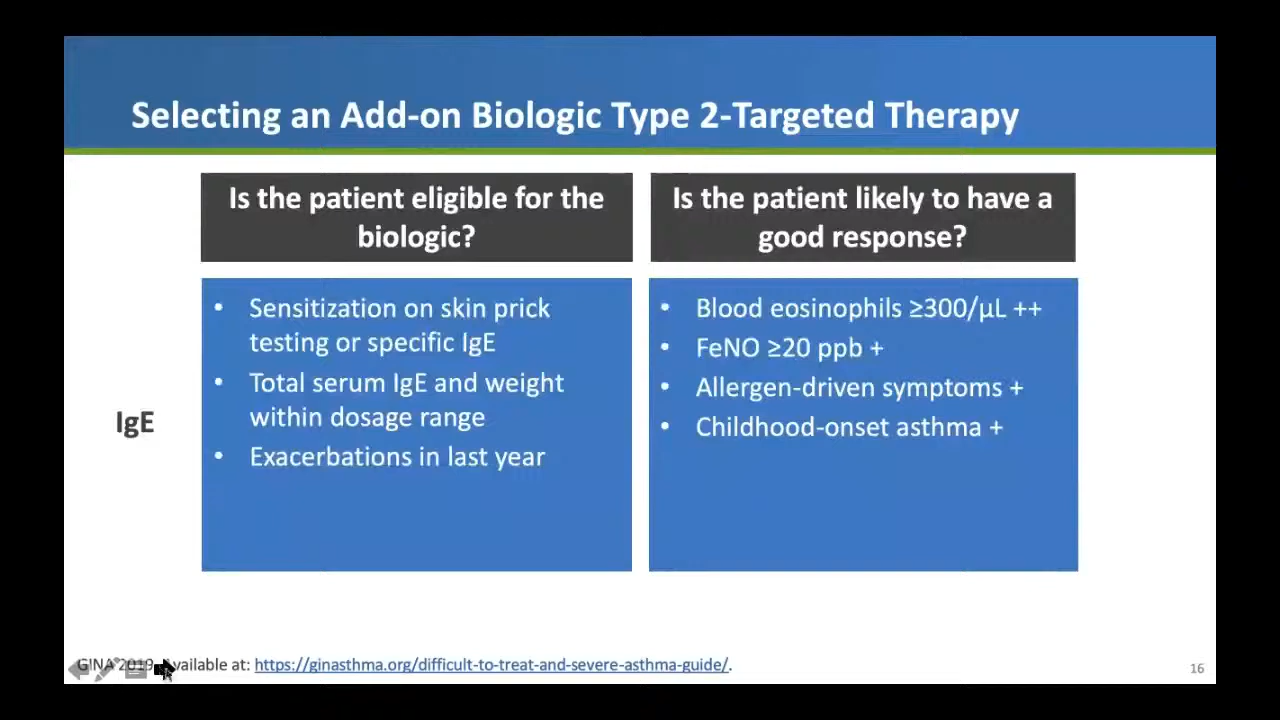 Selecting an Add-on Biologic Type 2-Targeted Therapy
Is the patient eligible for the
biologic?
Is the patient likely to have a
good response?
IgE
• Sensitization on skin prick
testing or specific IgE
• Total serum IgE and weight
within dosage range
• Exacerbations in last year
• Blood eosinophils ≥300/µL ++
• FeNO ≥20 ppb +
• Allergen-driven symptoms +
• Childhood-onset asthma +
GINA 2019. Available at: https://ginasthma.org/difficult-to-treat-and-severe-asthma-guide/.
16